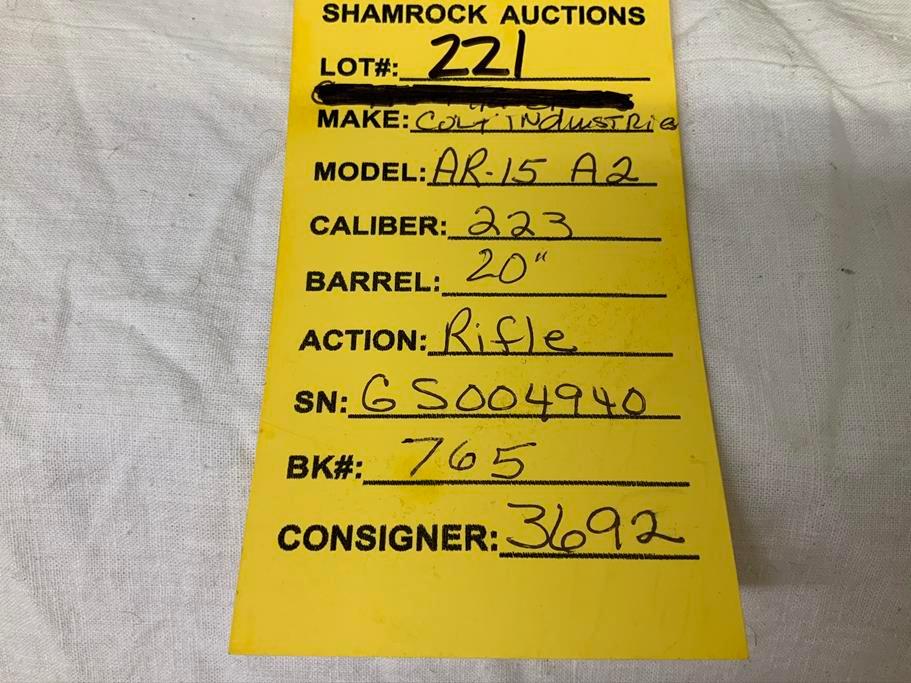 SHAMROCK AUCTIONS
LOT#: 221
MAKE: COLT INdUSTRIES
MODEL: AR-15 A2
CALIBER: 223
BARREL: 20"
ACTION: Rifle
SN: GS004940
BK#: 765
CONSIGNER: 3692